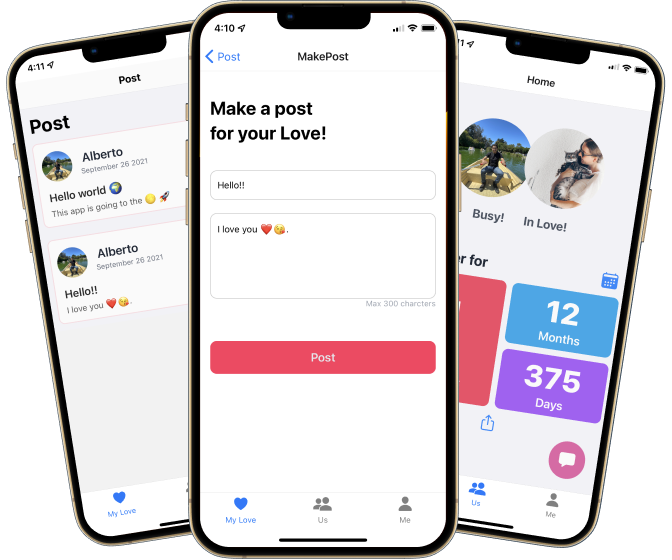 4:11
Post
Post
Alberto
September 26 2021
Hello world 🌍
This app is going to the 🌕 🚀
Alberto
September 26 2021
Hello!!
I love you ❤️😘.
My Love
4:10
Post
MakePost
Make a post
for your Love!
Hello!!
I love you ❤️😘.
Max 300 charcters
Post
My Love
Us
Me
Home
Busy!
In Love!
for
12
Months
375
Days
Us
Me